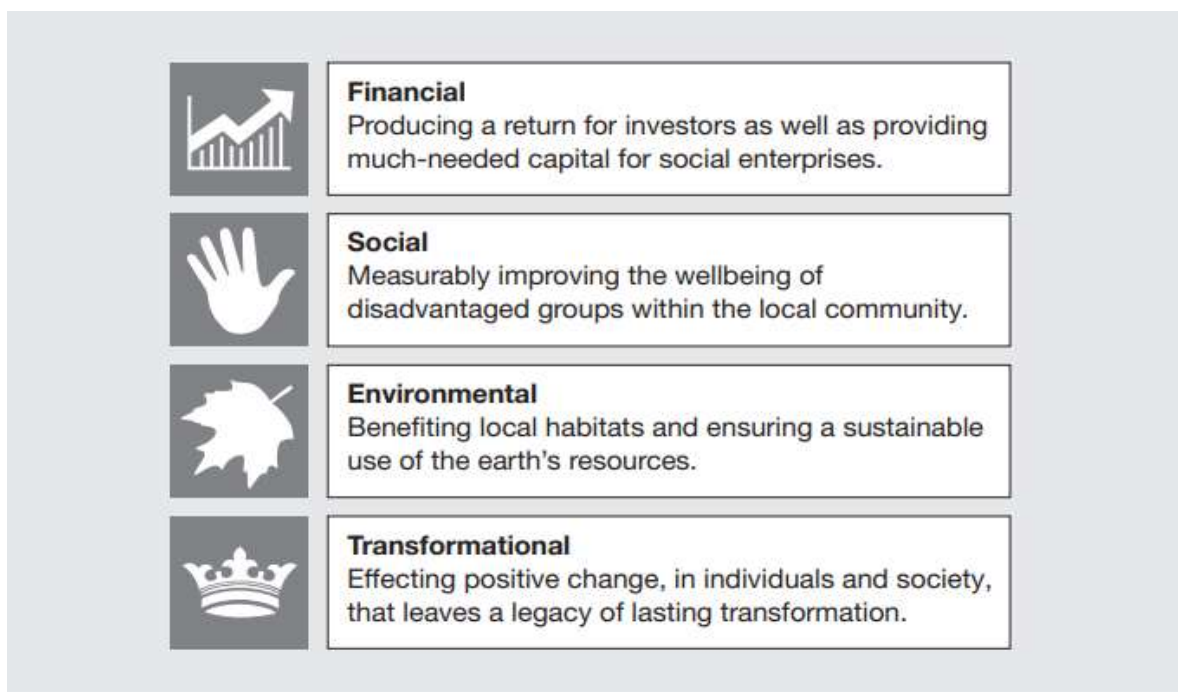 Financial
Producing a return for investors as well as providing
much-needed capital for social enterprises.
Social
Measurably improving the wellbeing of
disadvantaged groups within the local community.
Environmental
Benefiting local habitats and ensuring a sustainable
use of the earth’s resources.
Transformational
Effecting positive change, in individuals and society,
that leaves a legacy of lasting transformation.